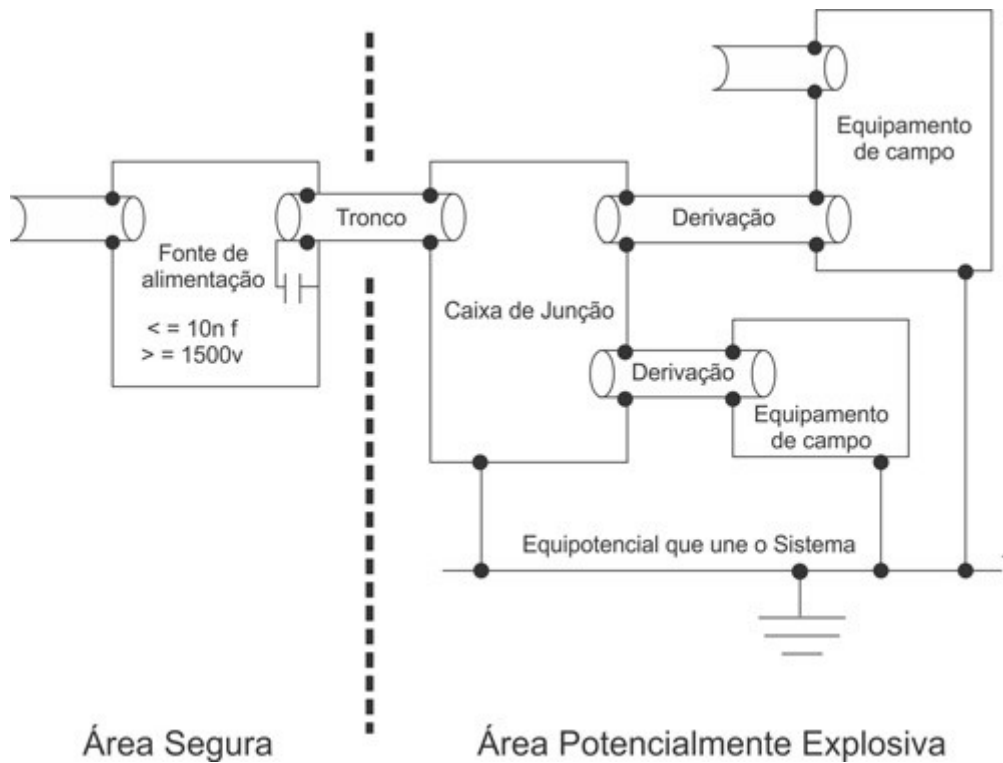 Equipamento
de campo
Tronco
Derivação
Fonte de
alimentação
< = 10n f
> = 1500v
Caixa de Junção
Derivação
Equipamento
de campo
Equipotencial que une o Sistema
Área Segura
Área Potencialmente Explosiva